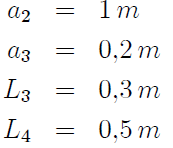 a₂ = 1 m
a₃ = 0,2 m
L₃ = 0,3 m
L₄ = 0,5 m